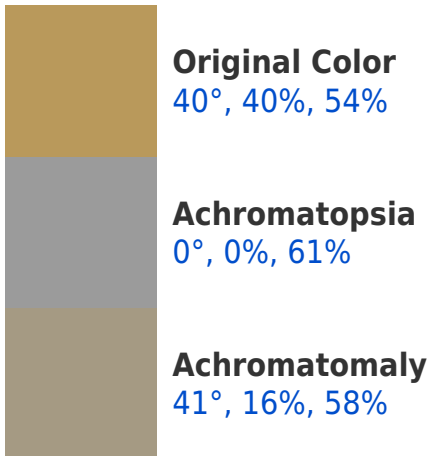 Original Color
40°, 40%, 54%
Achromatopsia
0°, 0%, 61%
Achromatomaly
41°, 16%, 58%